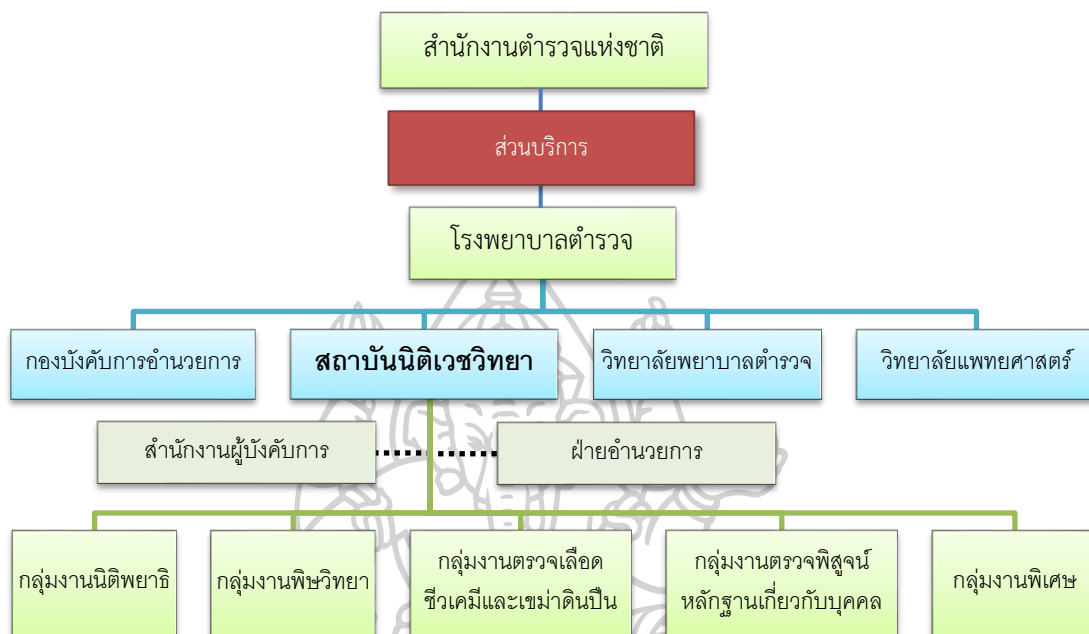 สำนักงานตำรวจแห่งชาติ
ส่วนบริการ
โรงพยาบาลตำรวจ
กองบังคับการอำนวยการ
สถาบันนิติเวชวิทยา
วิทยาลัยพยาบาลตำรวจ
วิทยาลัยแพทยศาสตร์
สำนักงานผู้บังคับการ
ฝ่ายอำนวยการ
กลุ่มงานนิติพยาธิ
กลุ่มงานพิษวิทยา
กลุ่มงานตรวจเลือด
ชีวเคมีและเขม่าดินปืน
กลุ่มงานตรวจพิสูจน์
หลักฐานเกี่ยวกับบุคคล
กลุ่มงานพิเศษ